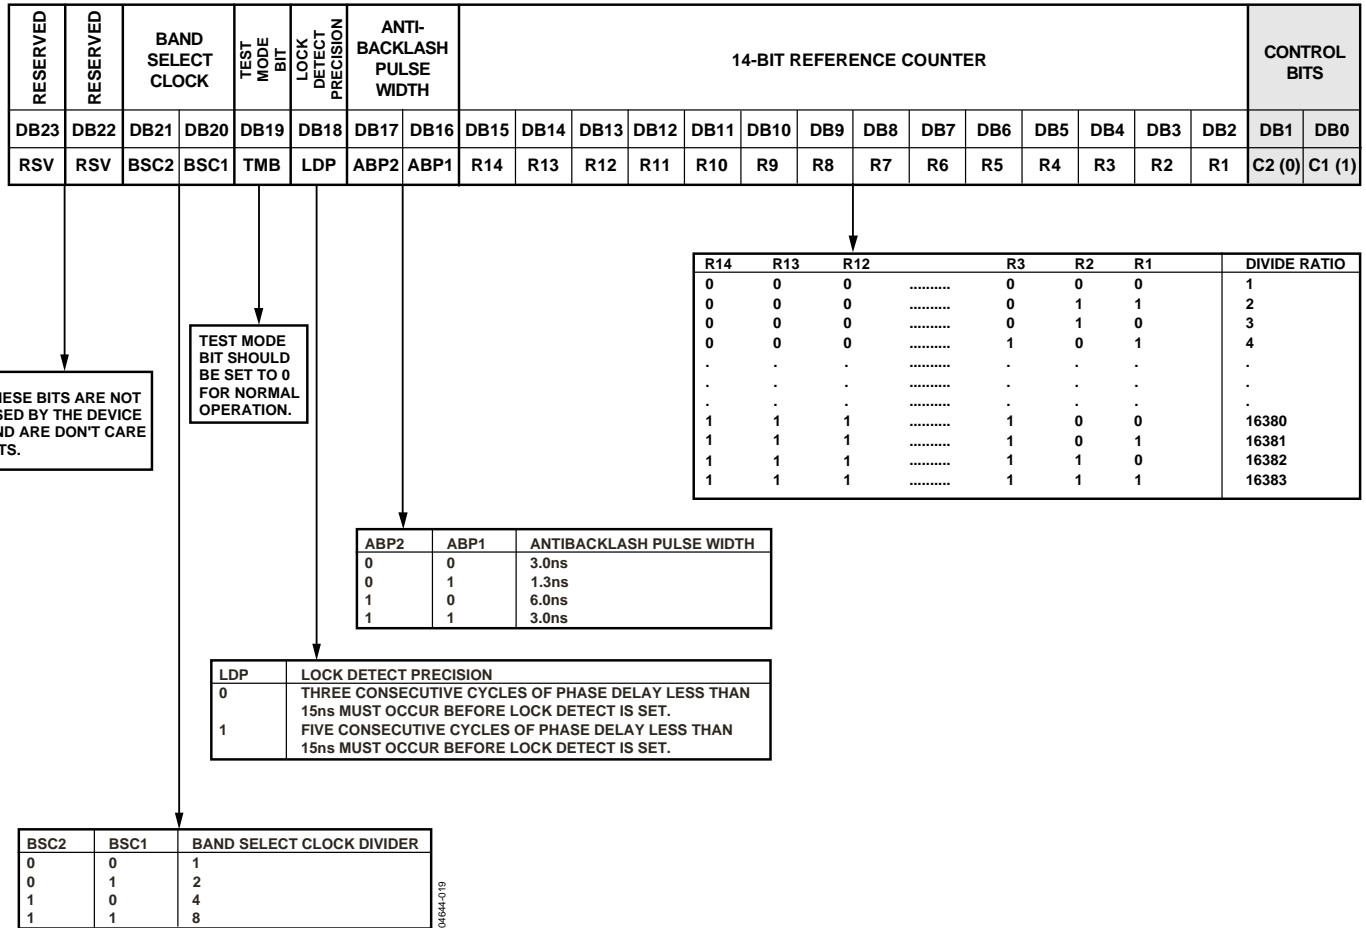 RESERVED
RESERVED
BAND
SELECT
CLOCK
TEST
MODE
BIT
LOCK
DETECT
PRECISION
ANTI-
BACKLASH
PULSE
WIDTH
14-BIT REFERENCE COUNTER
CONTROL
BITS
DB23 DB22 DB21 DB20 DB19 DB18 DB17 DB16 DB15 DB14 DB13 DB12 DB11 DB10 DB9 DB8 DB7 DB6 DB5 DB4 DB3 DB2 DB1 DB0
RSV RSV BSC2 BSC1 TMB LDP ABP2 ABP1 R14 R13 R12 R11 R10 R9 R8 R7 R6 R5 R4 R3 R2 R1 C2 (0) C1 (1)
R14 R13 R12 R3 R2 R1 DIVIDE RATIO
0 0 0 .......... 0 0 0 1
0 0 0 .......... 0 1 1 2
0 0 0 .......... 0 1 0 3
0 0 0 .......... 1 0 1 4
. . . .......... . . . .
. . . .......... . . . .
. . . .......... . . . .
1 1 1 .......... 1 0 0 16380
1 1 1 .......... 1 0 1 16381
1 1 1 .......... 1 1 0 16382
1 1 1 .......... 1 1 1 16383
TEST MODE
BIT SHOULD
BE SET TO 0
FOR NORMAL
OPERATION.
HESE BITS ARE NOT
SED BY THE DEVICE
ND ARE DON'T CARE
TS.
ABP2 ABP1 ANTIBACKLASH PULSE WIDTH
0 0 3.0ns
0 1 1.3ns
1 0 6.0ns
1 1 3.0ns
LDP LOCK DETECT PRECISION
0 THREE CONSECUTIVE CYCLES OF PHASE DELAY LESS THAN
15ns MUST OCCUR BEFORE LOCK DETECT IS SET.
1 FIVE CONSECUTIVE CYCLES OF PHASE DELAY LESS THAN
15ns MUST OCCUR BEFORE LOCK DETECT IS SET.
BSC2 BSC1 BAND SELECT CLOCK DIVIDER
0 0 1
0 1 2
1 0 4
1 1 8
04644-019